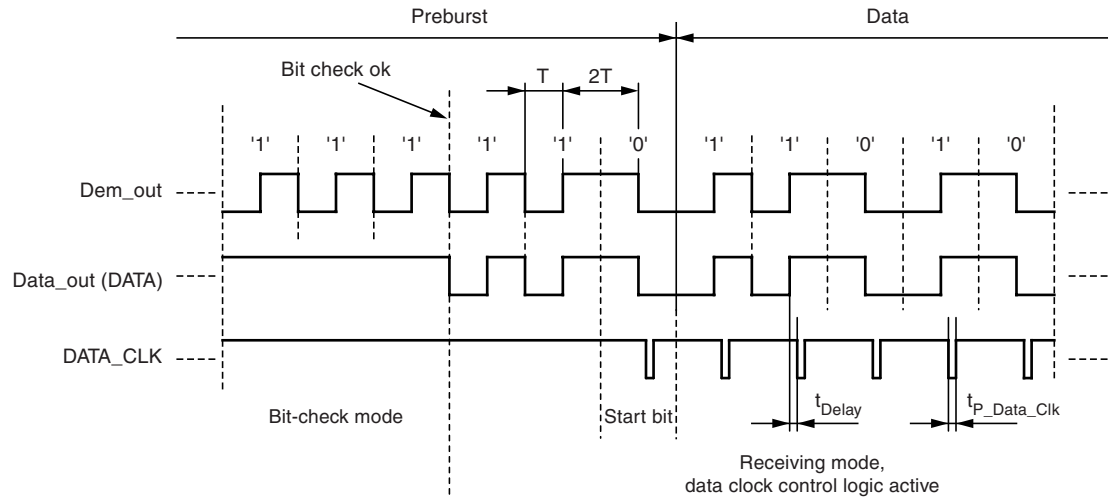 Preburst Data
Bit check ok
T 2T
'1' '1' '1' '1' '1' '0' '1' '1' '0' '1' '0'
Dem_out
Data_out (DATA)
DATA_CLK
Bit-check mode
Start bit
tDelay
tP_Data_Clk
Receiving mode,
data clock control logic active